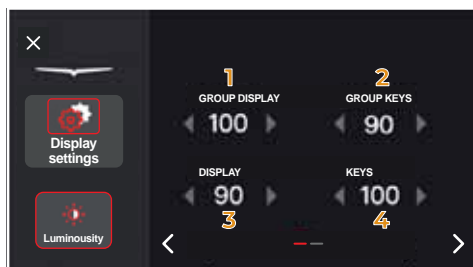 1
2
GROUP DISPLAY
GROUP KEYS
100
90
Display
settings
DISPLAY
KEYS
90
100
3
4
Luminousity